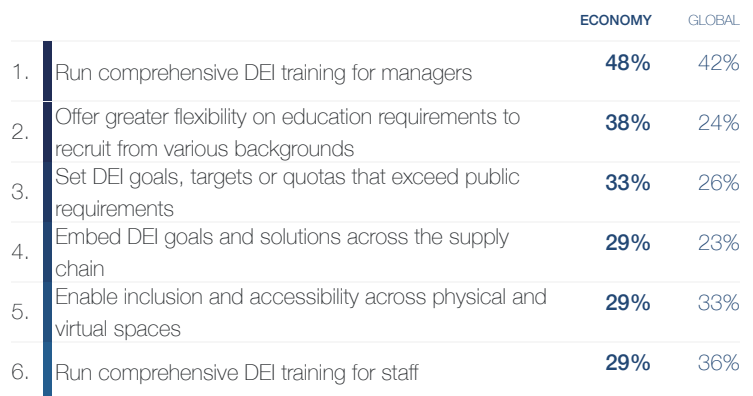 ECONOMY GLOBAL
1. Run comprehensive DEI training for managers 48% 42%
2. Offer greater flexibility on education requirements to 38% 24%
recruit from various backgrounds
3. Set DEI goals, targets or quotas that exceed public 33% 26%
requirements
4. Embed DEI goals and solutions across the supply 29% 23%
chain
5. Enable inclusion and accessibility across physical and 29% 33%
virtual spaces
6. Run comprehensive DEI training for staff 29% 36%